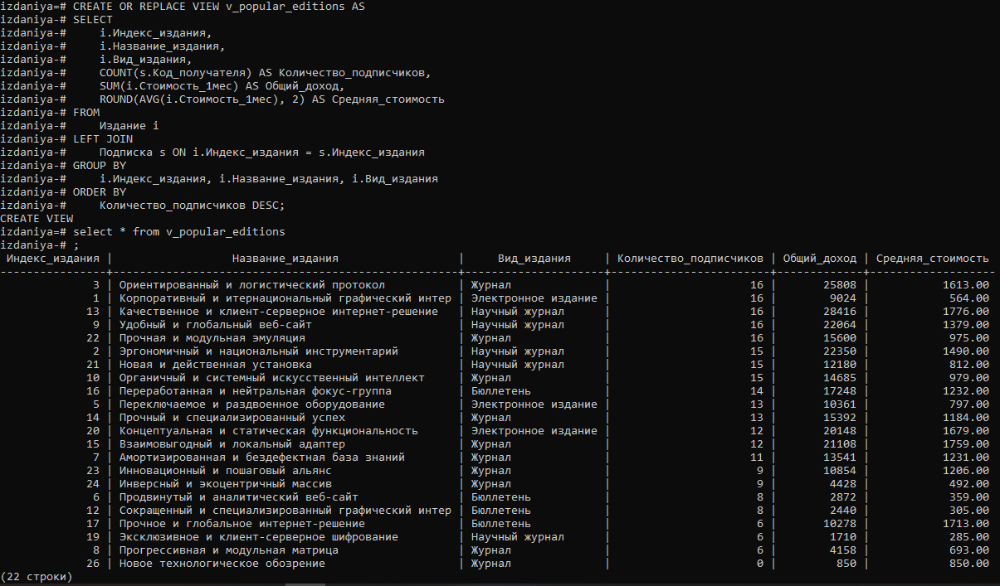 izdaniya=# CREATE OR REPLACE VIEW v_popular_editions AS
izdaniya-# SELECT
izdaniya-#     i.Индекс_издания,
izdaniya-#     i.Название_издания,
izdaniya-#     i.Вид_издания,
izdaniya-#     COUNT(s.Код_получателя) AS Количество_подписчиков,
izdaniya-#     SUM(i.Стоимость_1мес) AS Общий_доход,
izdaniya-#     ROUND(AVG(i.Стоимость_1мес), 2) AS Средняя_стоимость
izdaniya-# FROM
izdaniya-#     Издание i
izdaniya-# LEFT JOIN
izdaniya-#     Подписка s ON i.Индекс_издания = s.Индекс_издания
izdaniya-# GROUP BY
izdaniya-#     i.Индекс_издания, i.Название_издания, i.Вид_издания
izdaniya-# ORDER BY
izdaniya-#     Количество_подписчиков DESC;
CREATE VIEW
izdaniya=# select * from v_popular_editions
izdaniya-# ;
Индекс_издания | Название_издания | Вид_издания | Количество_подписчиков | Общий_доход | Средняя_стоимость
3 | Ориентированный и логистический протокол | Журнал | 16 | 25808 | 1613.00
1 | Корпоративный и итернациональный графический интер | Электронное издание | 16 | 9024 | 564.00
13 | Качественное и клиент-серверное интернет-решение | Научный журнал | 16 | 28416 | 1776.00
9 | Удобный и глобальный веб-сайт | Научный журнал | 16 | 22064 | 1379.00
22 | Прочная и модульная эмуляция | Журнал | 16 | 15600 | 975.00
2 | Эргономичный и национальный инструментарий | Научный журнал | 15 | 22350 | 1490.00
21 | Новая и действенная установка | Научный журнал | 15 | 12180 | 812.00
10 | Органичный и системный искусственный интеллект | Журнал | 15 | 14685 | 979.00
16 | Переработанная и нейтральная фокус-группа | Бюллетень | 14 | 17248 | 1232.00
5 | Переключаемое и раздвоенное оборудование | Электронное издание | 13 | 10361 | 797.00
14 | Прочный и специализированный успех | Журнал | 13 | 15392 | 1184.00
20 | Концептуальная и статическая функциональность | Электронное издание | 12 | 20148 | 1679.00
15 | Взаимовыгодный и локальный адаптер | Журнал | 12 | 21108 | 1759.00
7 | Амортизированная и бездефектная база знаний | Журнал | 11 | 13541 | 1231.00
23 | Инновационный и пошаговый альянс | Журнал | 9 | 10854 | 1206.00
24 | Инверсный и экоцентричный массив | Журнал | 9 | 4428 | 492.00
6 | Продвинутый и аналитический веб-сайт | Бюллетень | 8 | 2872 | 359.00
12 | Сокращенный и специализированный графический интер | Бюллетень | 8 | 2440 | 305.00
17 | Прочное и глобальное интернет-решение | Бюллетень | 6 | 10278 | 1713.00
19 | Эксклюзивное и клиент-серверное шифрование | Научный журнал | 6 | 1710 | 285.00
8 | Прогрессивная и модульная матрица | Журнал | 6 | 4158 | 693.00
26 | Новое технологическое обозрение | Журнал | 0 | 850 | 850.00
(22 строки)